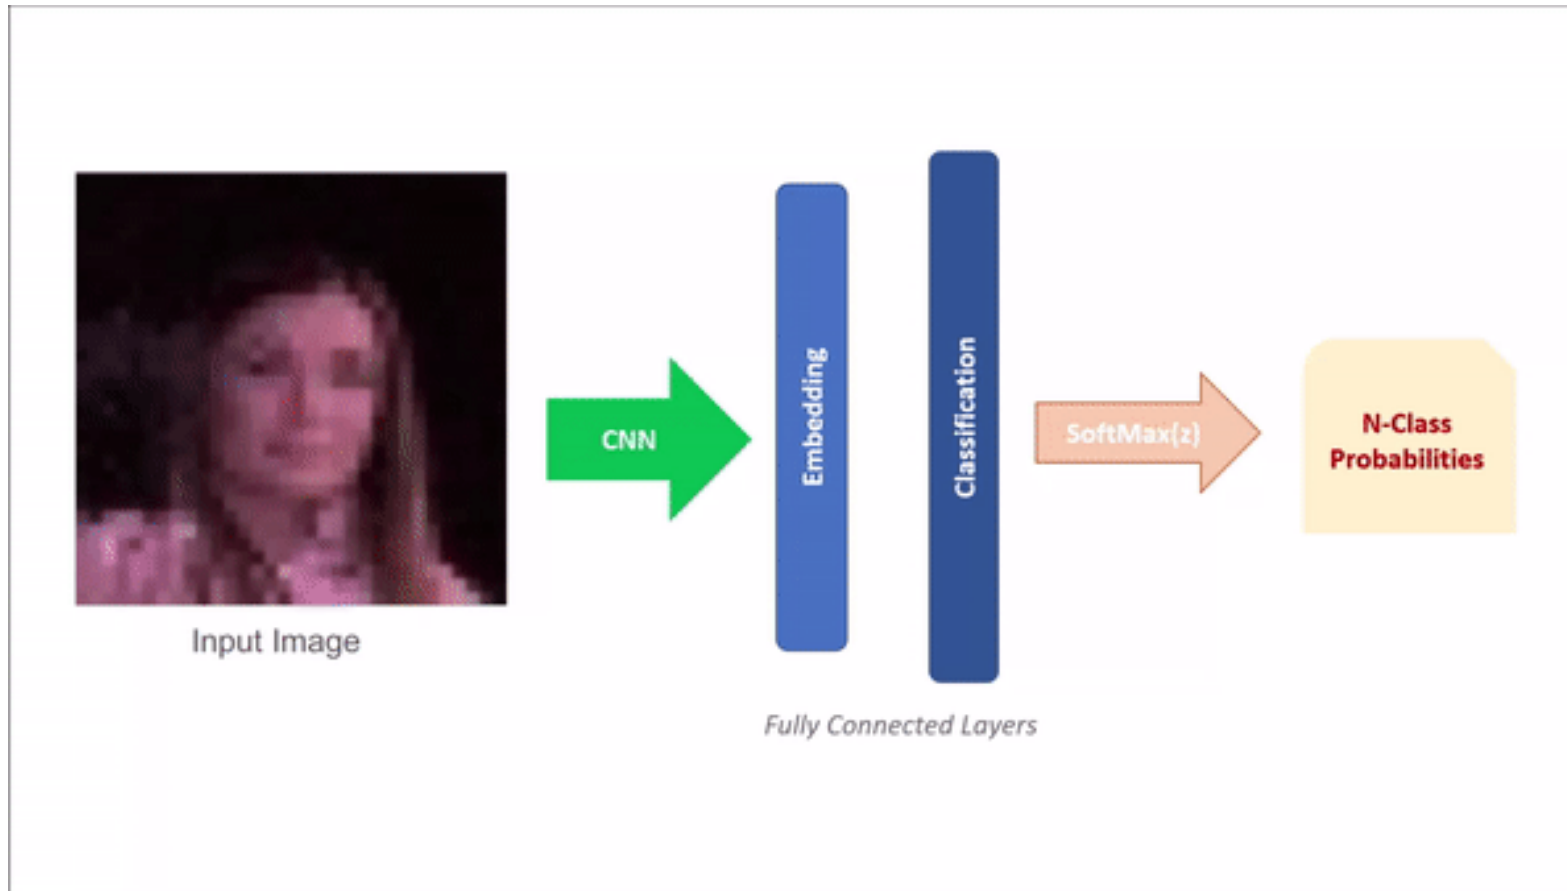 CNN
Embedding
Classification
SoftMax(z)
N-Class
Probabilities
Input Image
Fully Connected Layers